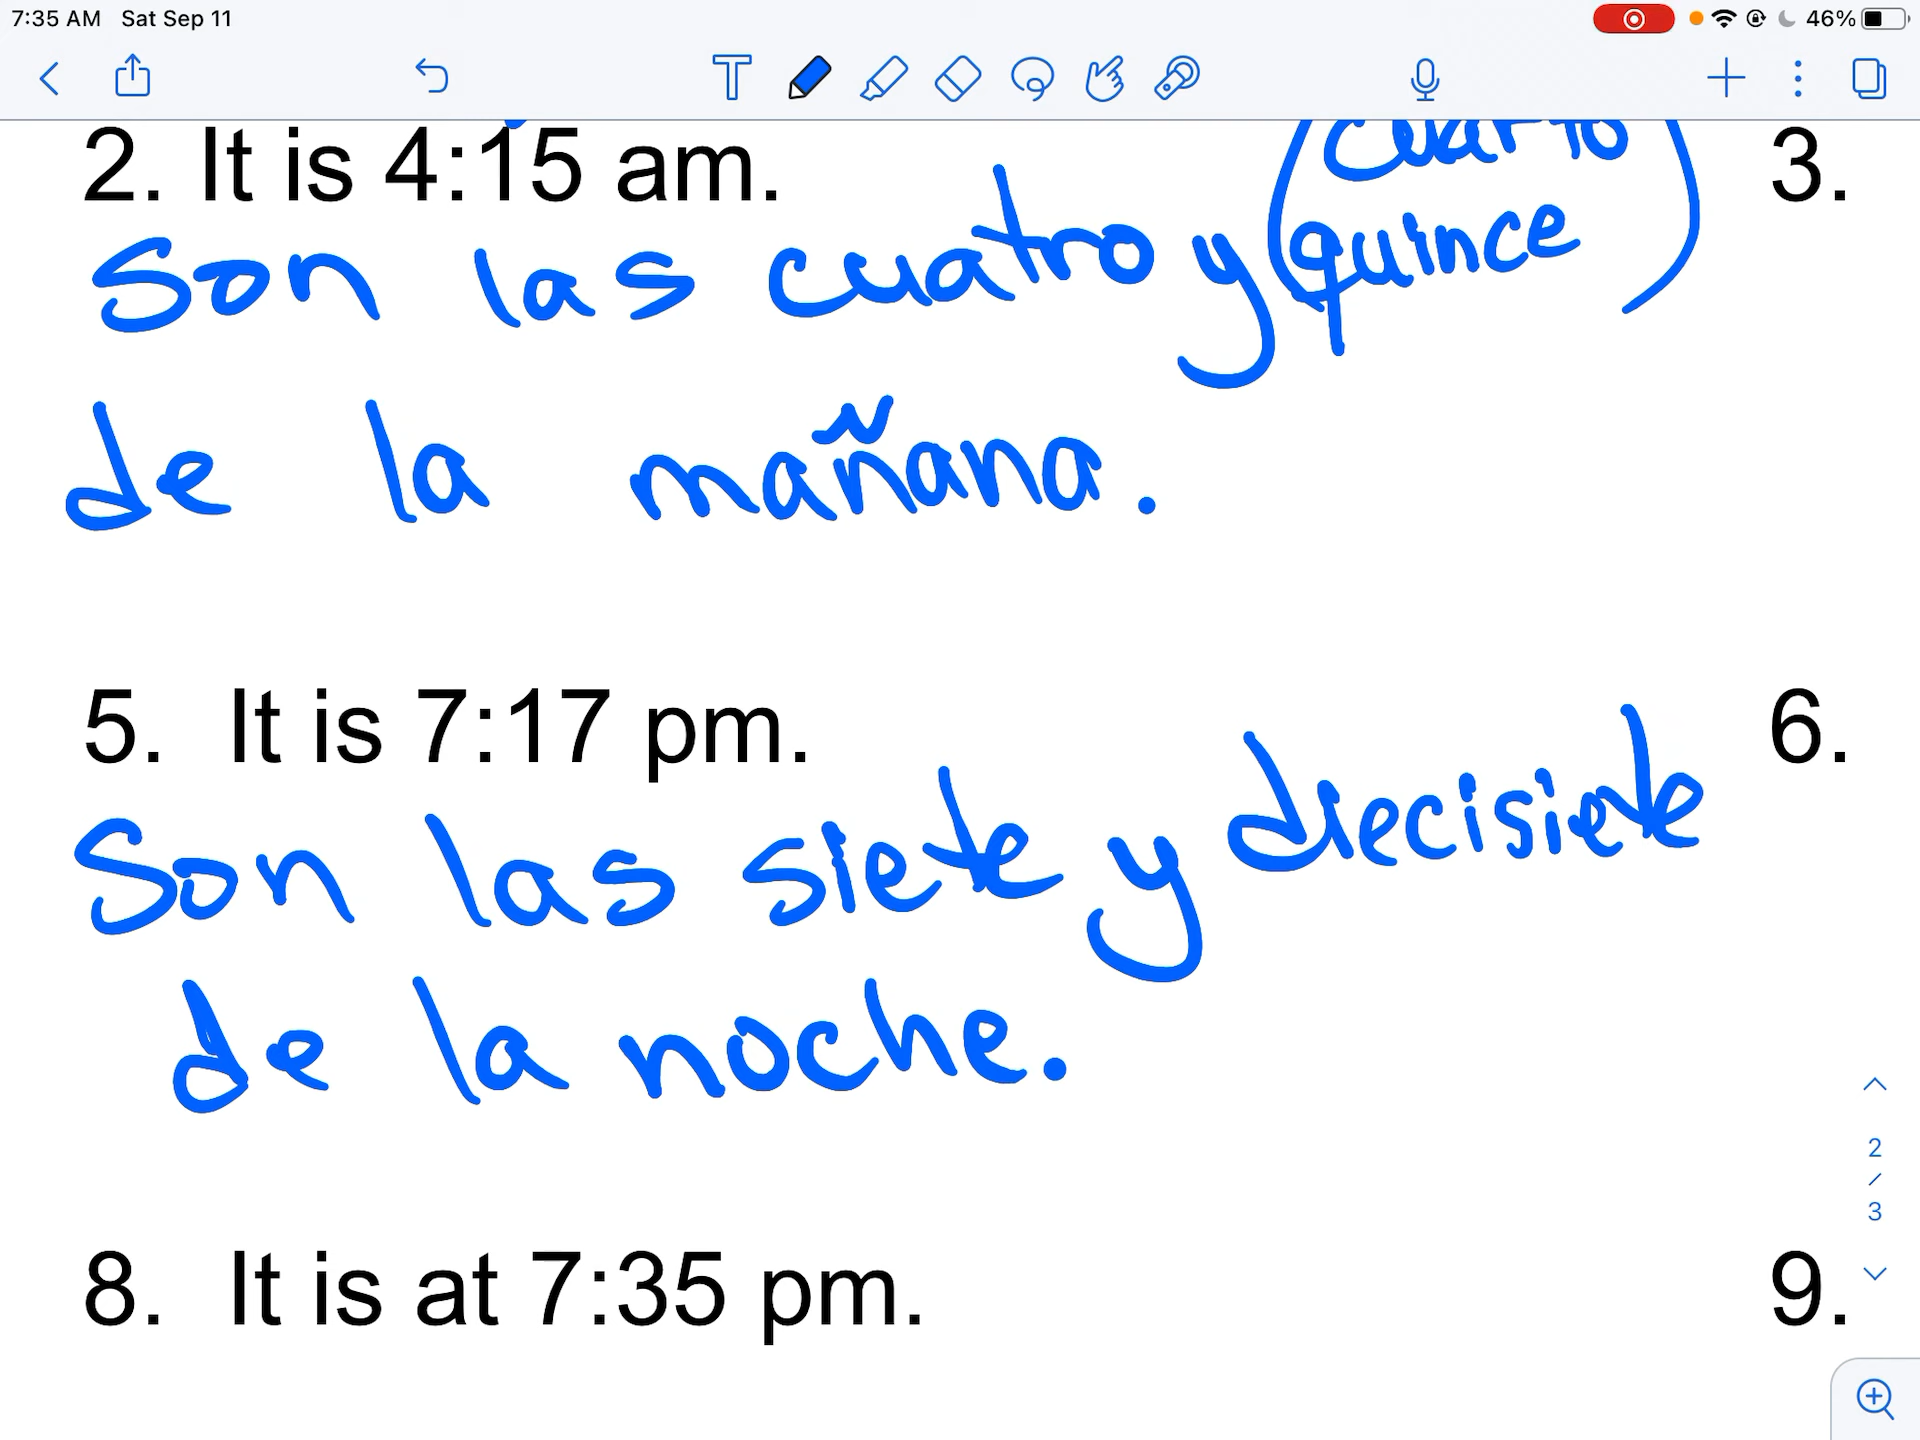 7:35 AM Sat Sep 11
46%
2. It is 4:15 am.
3.
cuarto
Son las cuatro y (quince)
de la mañana.
5. It is 7:17 pm.
6.
Son las siete y diecisiete
de la noche.
2
/
3
8. It is at 7:35 pm.
9.